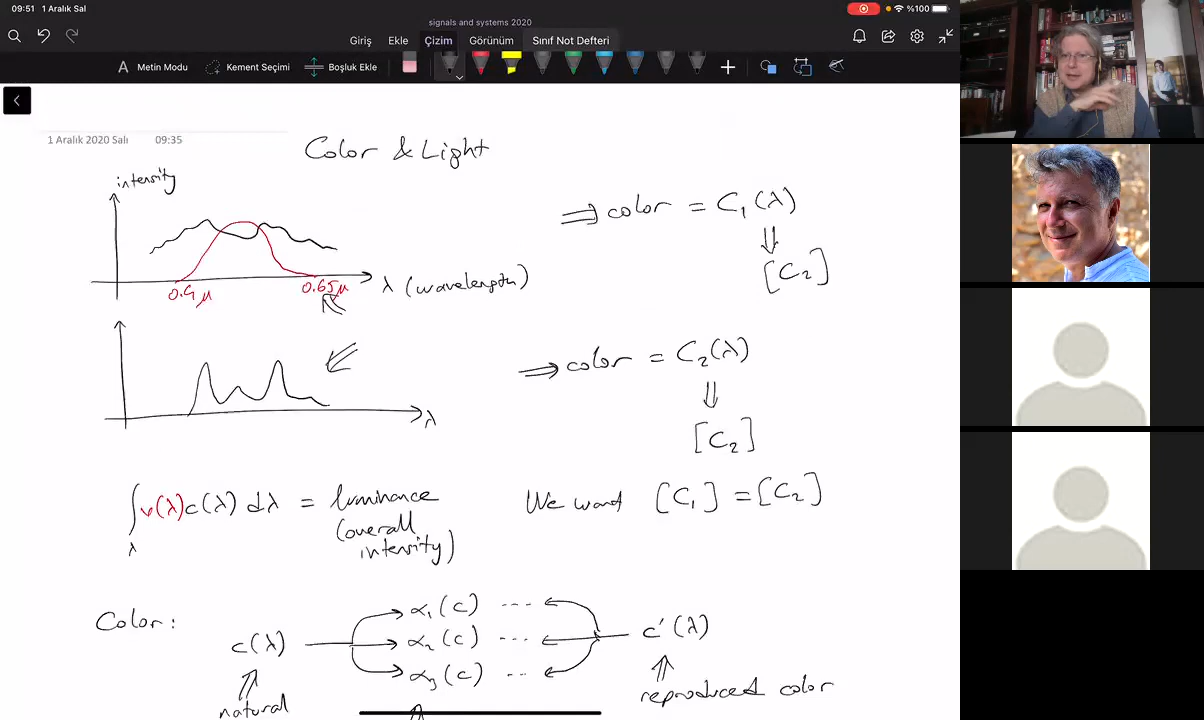 09:51 1 Aralık Sal
%100
signals and systems 2020
Giriş Ekle Çizim Görünüm Sınıf Not Defteri
Metin Modu Kement Seçimi Boşluk Ekle
1 Aralık 2020 Salı 09:35
Color & Light
intensity
⇒ color = C₁(λ)
⇓
[C₂]
0.4μ 0.65μ
λ (wavelength)
⇒ color = C₂(λ)
⇓
[C₂]
λ
∫ v(λ)c(λ) dλ = luminance
λ
(overall
intensity)
We want [C₁] = [C₂]
Color:
c(λ)
α₁(c) ...
α₂(c) ...
α₃(c) ...
c'(λ)
natural
reproduced color